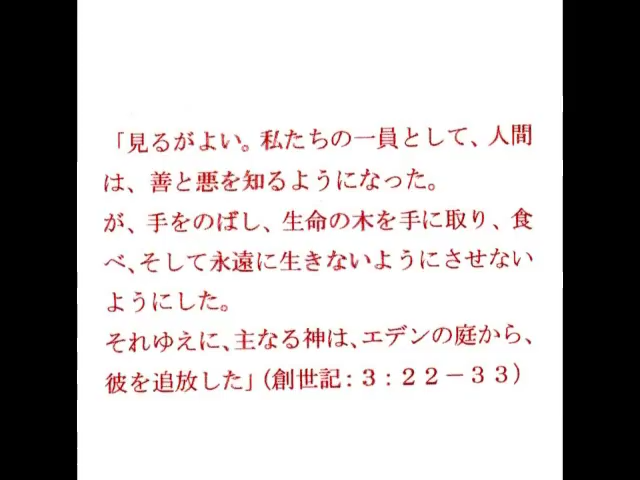 「見るがよい。私たちの一員として、人間
は、善と悪を知るようになった。
が、手をのばし、生命の木を手に取り、食
べ、そして永遠に生きないようにさせない
ようにした。
それゆえに、主なる神は、エデンの庭から、
彼を追放した」（創世記：３：２２－３３）